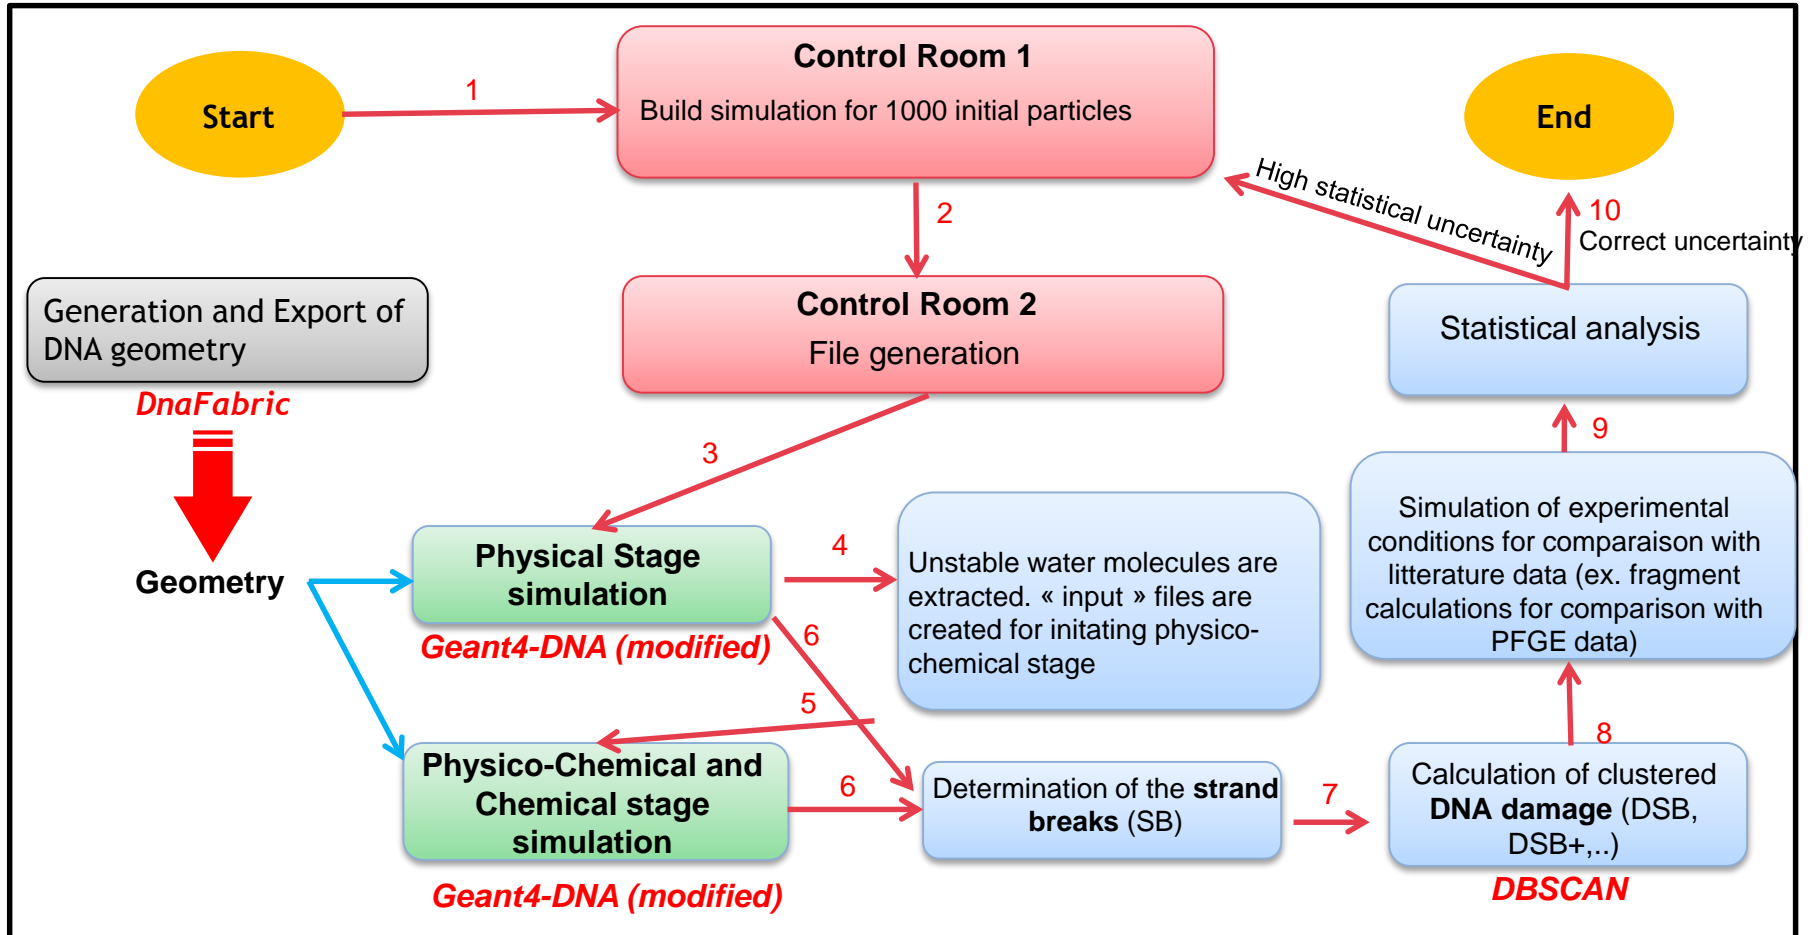 Start
1
Control Room 1
Build simulation for 1000 initial particles
End
High statistical uncertainty
10
Correct uncertainty
2
Generation and Export of
DNA geometry
DnaFabric
Control Room 2
File generation
Statistical analysis
3
9
Geometry
Physical Stage
simulation
Geant4-DNA (modified)
4
Unstable water molecules are
extracted. « input » files are
created for initating physico-
chemical stage
Simulation of experimental
conditions for comparaison with
litterature data (ex. fragment
calculations for comparison with
PFGE data)
6
5
8
Physico-Chemical and
Chemical stage
simulation
Geant4-DNA (modified)
6
Determination of the strand
breaks (SB)
7
Calculation of clustered
DNA damage (DSB,
DSB+,..)
DBSCAN